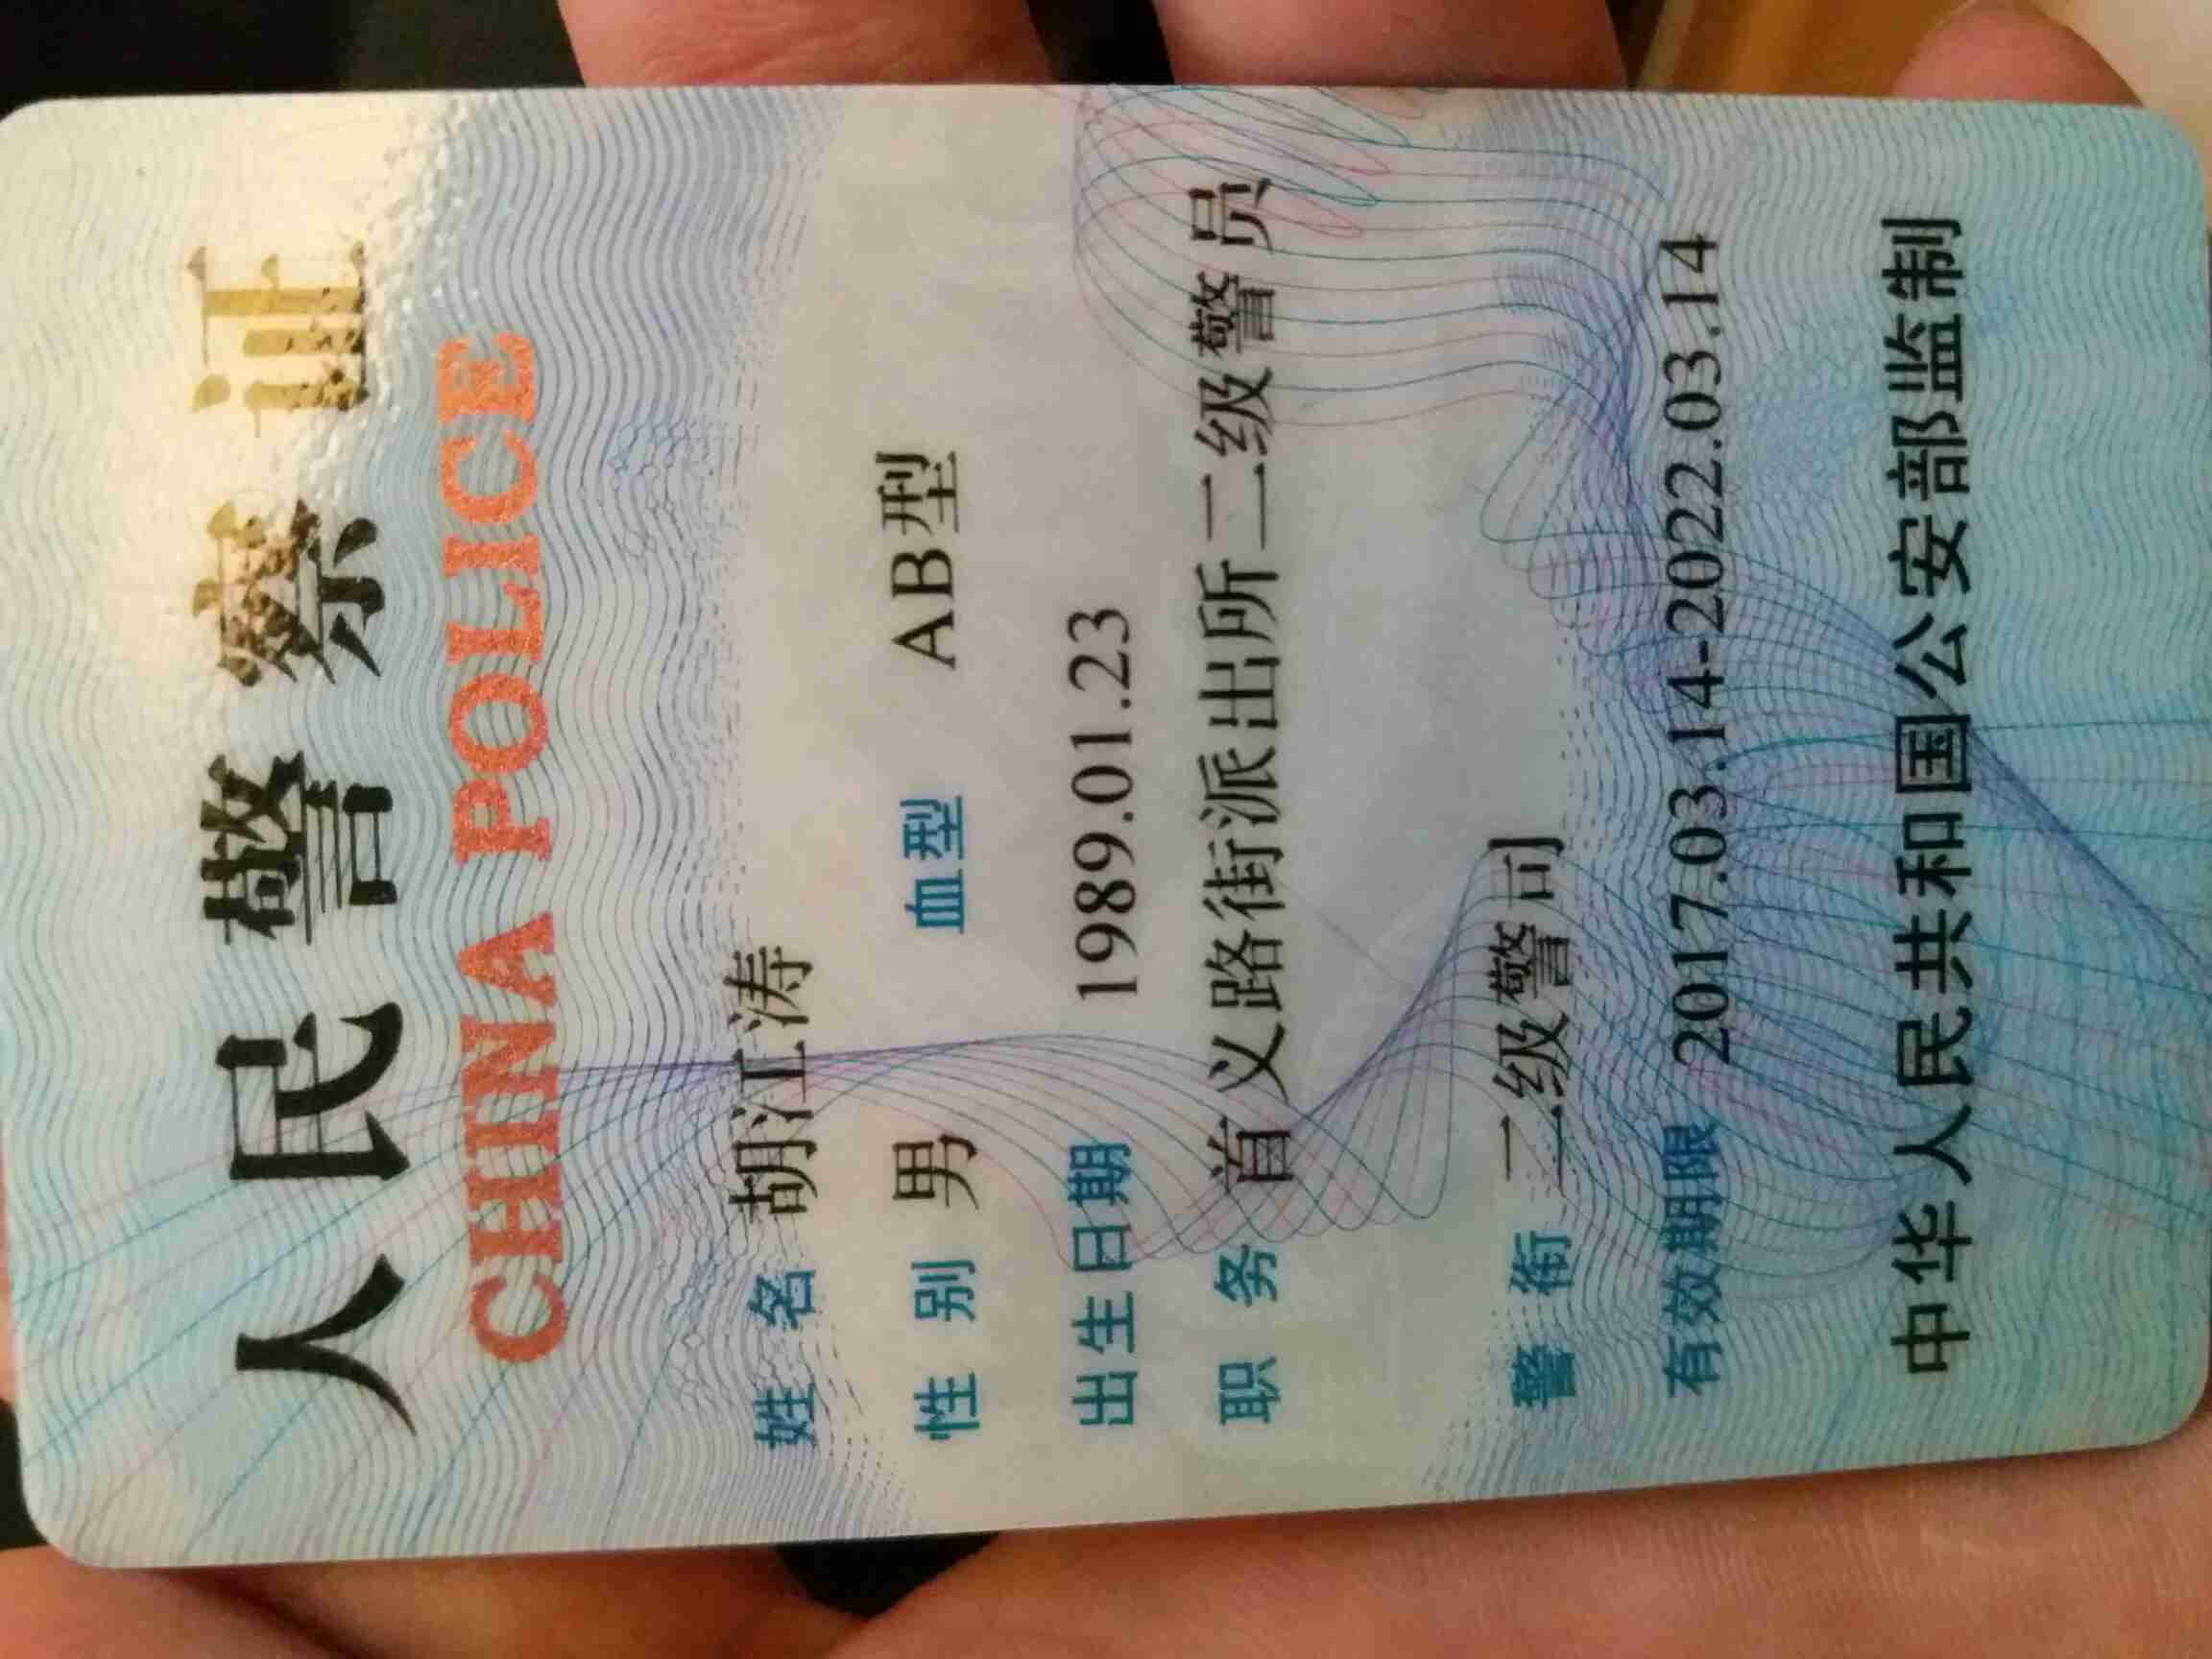 人民警察证
CHINA POLICE
姓名 胡江涛
性别 男 血型 AB型
出生日期 1989.01.23
职务 首义路街派出所二级警员
警衔 二级警司
有效期限 2017.03.14-2022.03.14
中华人民共和国公安部监制